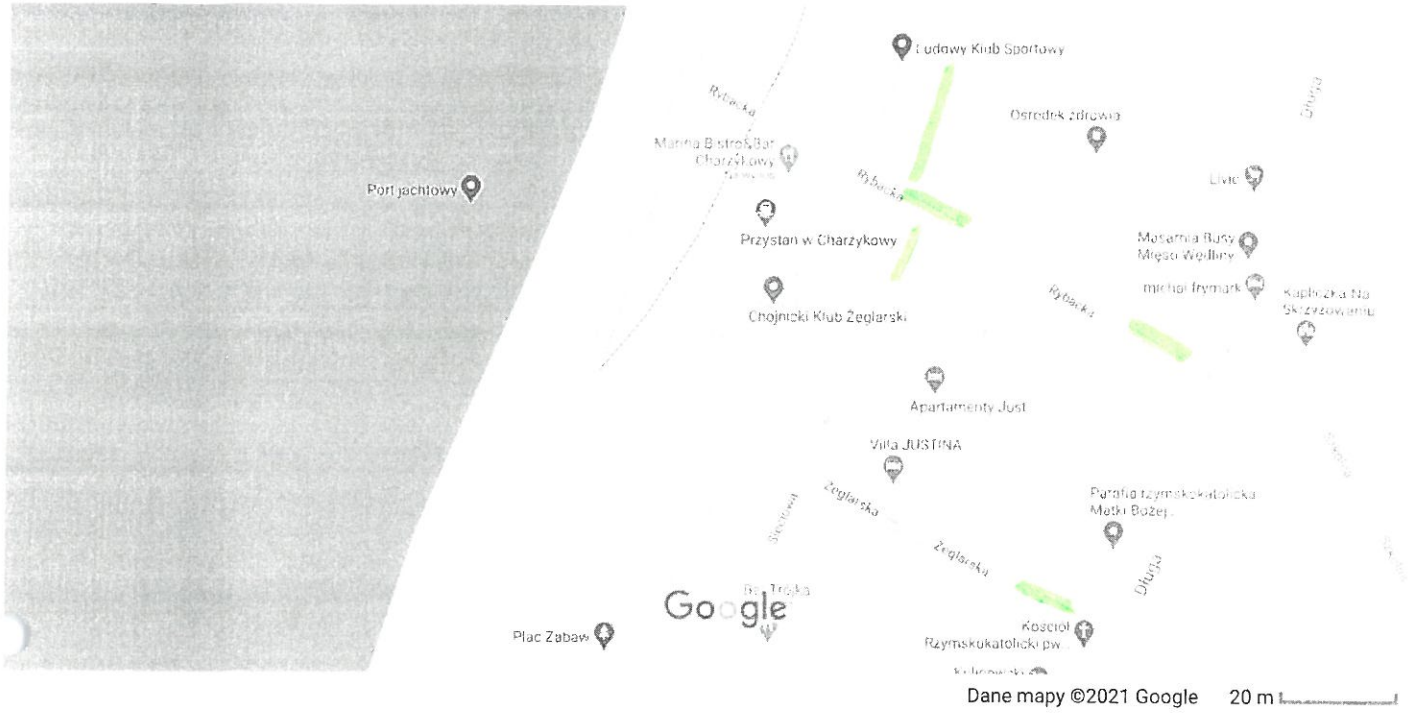 Ludowy Klub Sportowy
Długa
Rybacka
Ośrodek zdrowia
Marina Bistro&Bar
Charzykowy
Port jachtowy
Rybacka
Livio
Przystań w Charzykowy
Masarnia Busy
Mięso Wędliny
michał frymark
Kapliczka Na
Skrzyżowaniu
Rybacka
Chojnicki Klub Żeglarski
Apartamenty Just
Villa JUSTINA
Żeglarska
Parafia rzymskokatolicka
Matki Bożej...
Żeglarska
Długa
Google
Plac Zabaw
Kościół
Rzymskokatolicki pw...
Dane mapy ©2021 Google 20 m